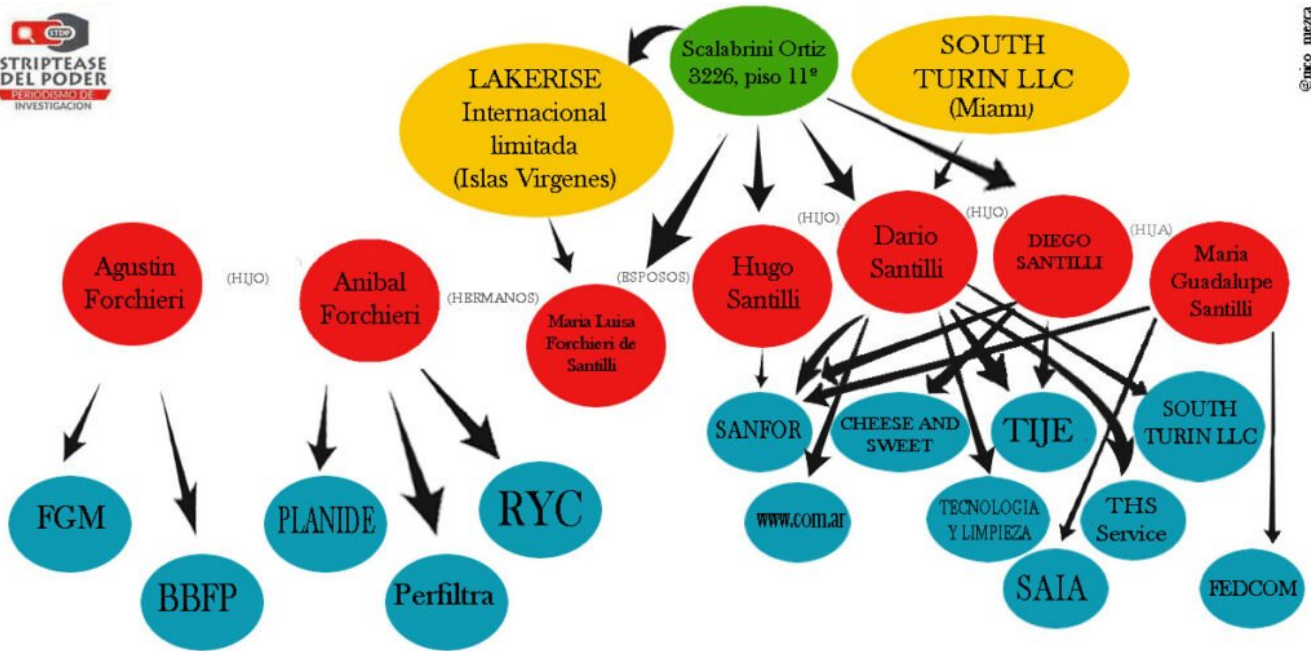 STDP
STRIPTEASE
DEL PODER
PERIODISMO DE
INVESTIGACION
@nico_mezca
Scalabrini Ortiz
3226, piso 11º
SOUTH
TURIN LLC
(Miami)
LAKERISE
Internacional
limitada
(Islas Virgenes)
Agustin
Forchieri
(HIJO)
Anibal
Forchieri
(HERMANOS)
Maria Luisa
Forchieri de
Santilli
(ESPOSOS)
Hugo
Santilli
(HIJO)
Dario
Santilli
(HIJO)
DIEGO
SANTILLI
(HIJA)
Maria
Guadalupe
Santilli
SANFOR
CHEESE AND
SWEET
TIJE
SOUTH
TURIN LLC
FGM
PLANIDE
RYC
www.com.ar
TECNOLOGIA
Y LIMPIEZA
THS
Service
BBFP
Perfiltra
SAIA
FEDCOM